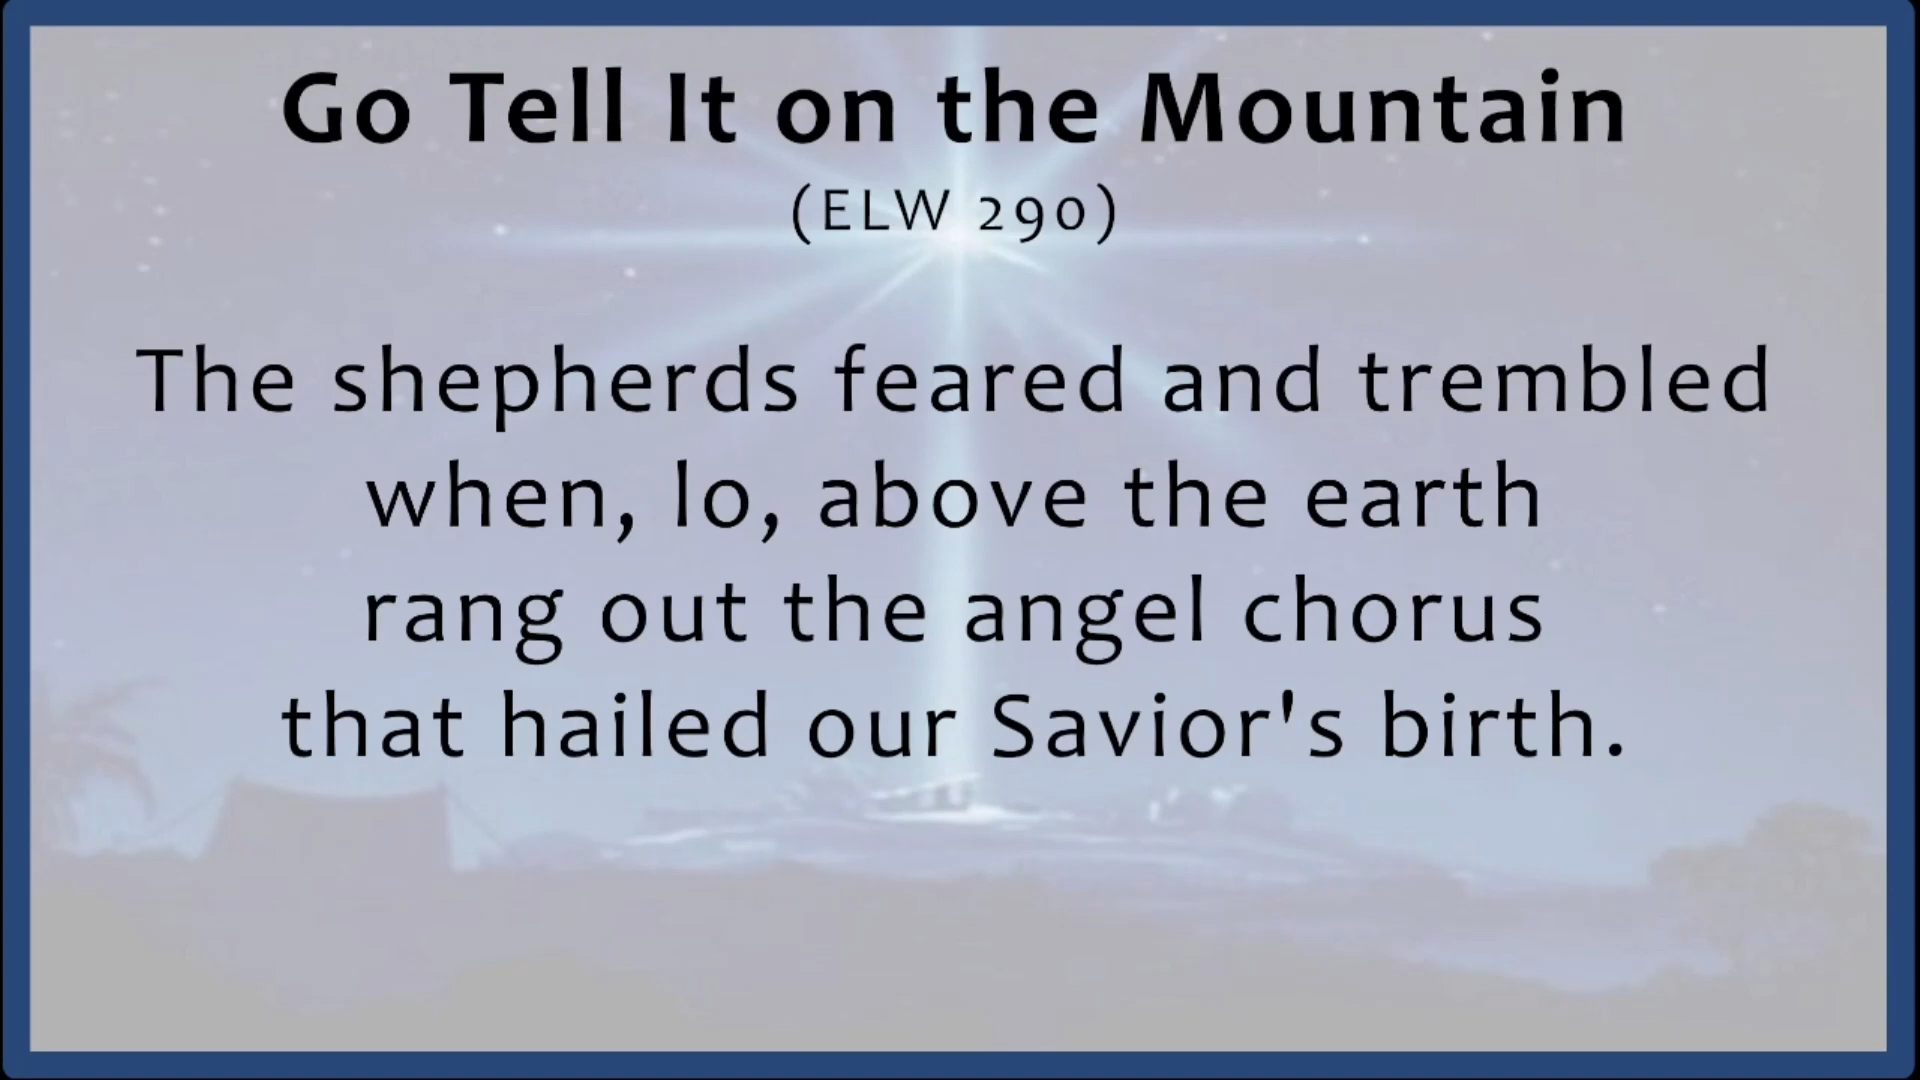 Go Tell It on the Mountain
(ELW 290)
The shepherds feared and trembled
when, lo, above the earth
rang out the angel chorus
that hailed our Savior's birth.